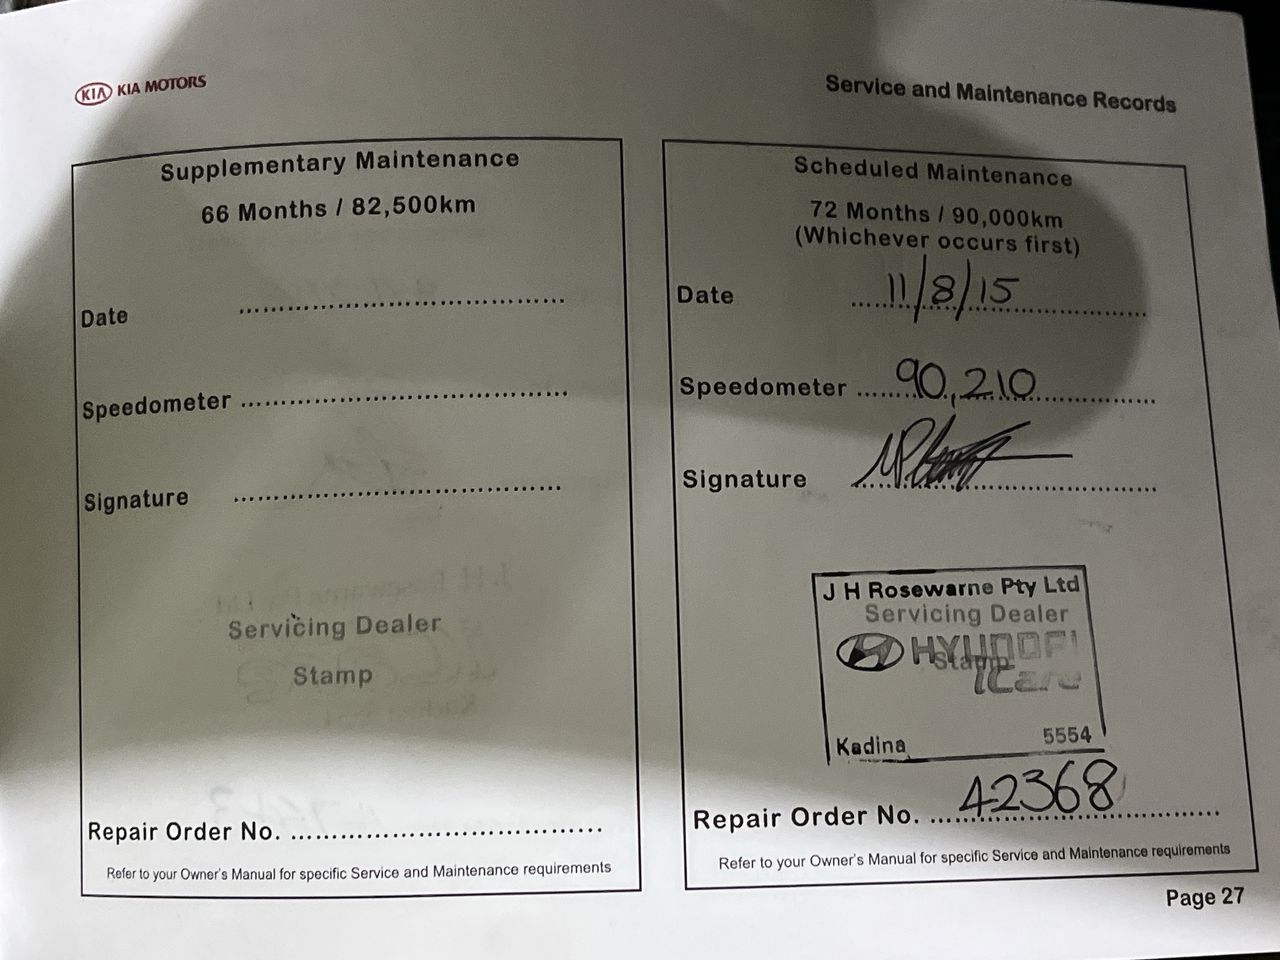 KIA KIA MOTORS
Service and Maintenance Records
Supplementary Maintenance
66 Months / 82,500km
Date ........................................
Speedometer ........................................
Signature ........................................
Servicing Dealer
Stamp
Repair Order No. ........................................
Refer to your Owner's Manual for specific Service and Maintenance requirements
Scheduled Maintenance
72 Months / 90,000km
(Whichever occurs first)
Date 11/8/15
Speedometer 90,210
Signature
J H Rosewarne Pty Ltd
Servicing Dealer
HYUNDAI
Stamp
iCare
Kadina 5554
Repair Order No. 42368
Refer to your Owner's Manual for specific Service and Maintenance requirements
Page 27